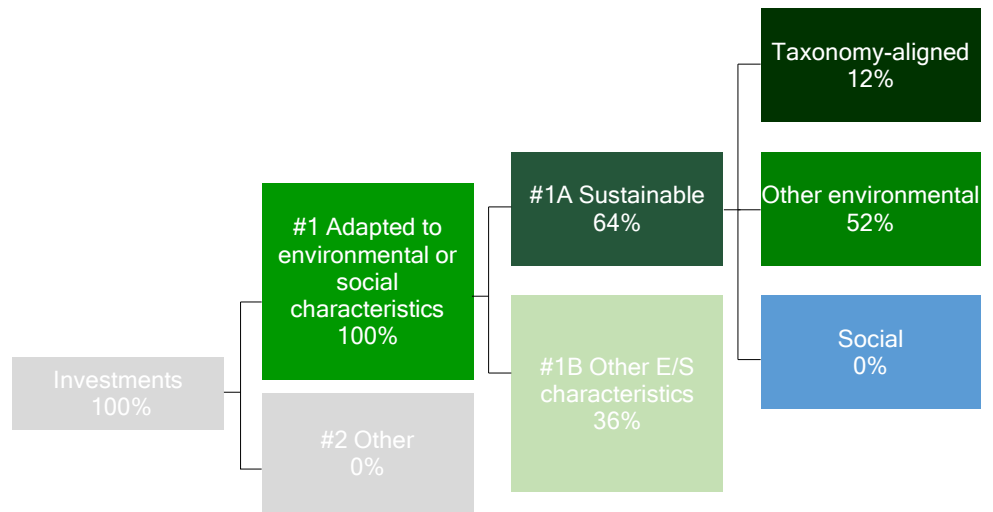 Investments
100%
#1 Adapted to
environmental or
social
characteristics
100%
#2 Other
0%
#1A Sustainable
64%
#1B Other E/S
characteristics
36%
Taxonomy-aligned
12%
Other environmental
52%
Social
0%